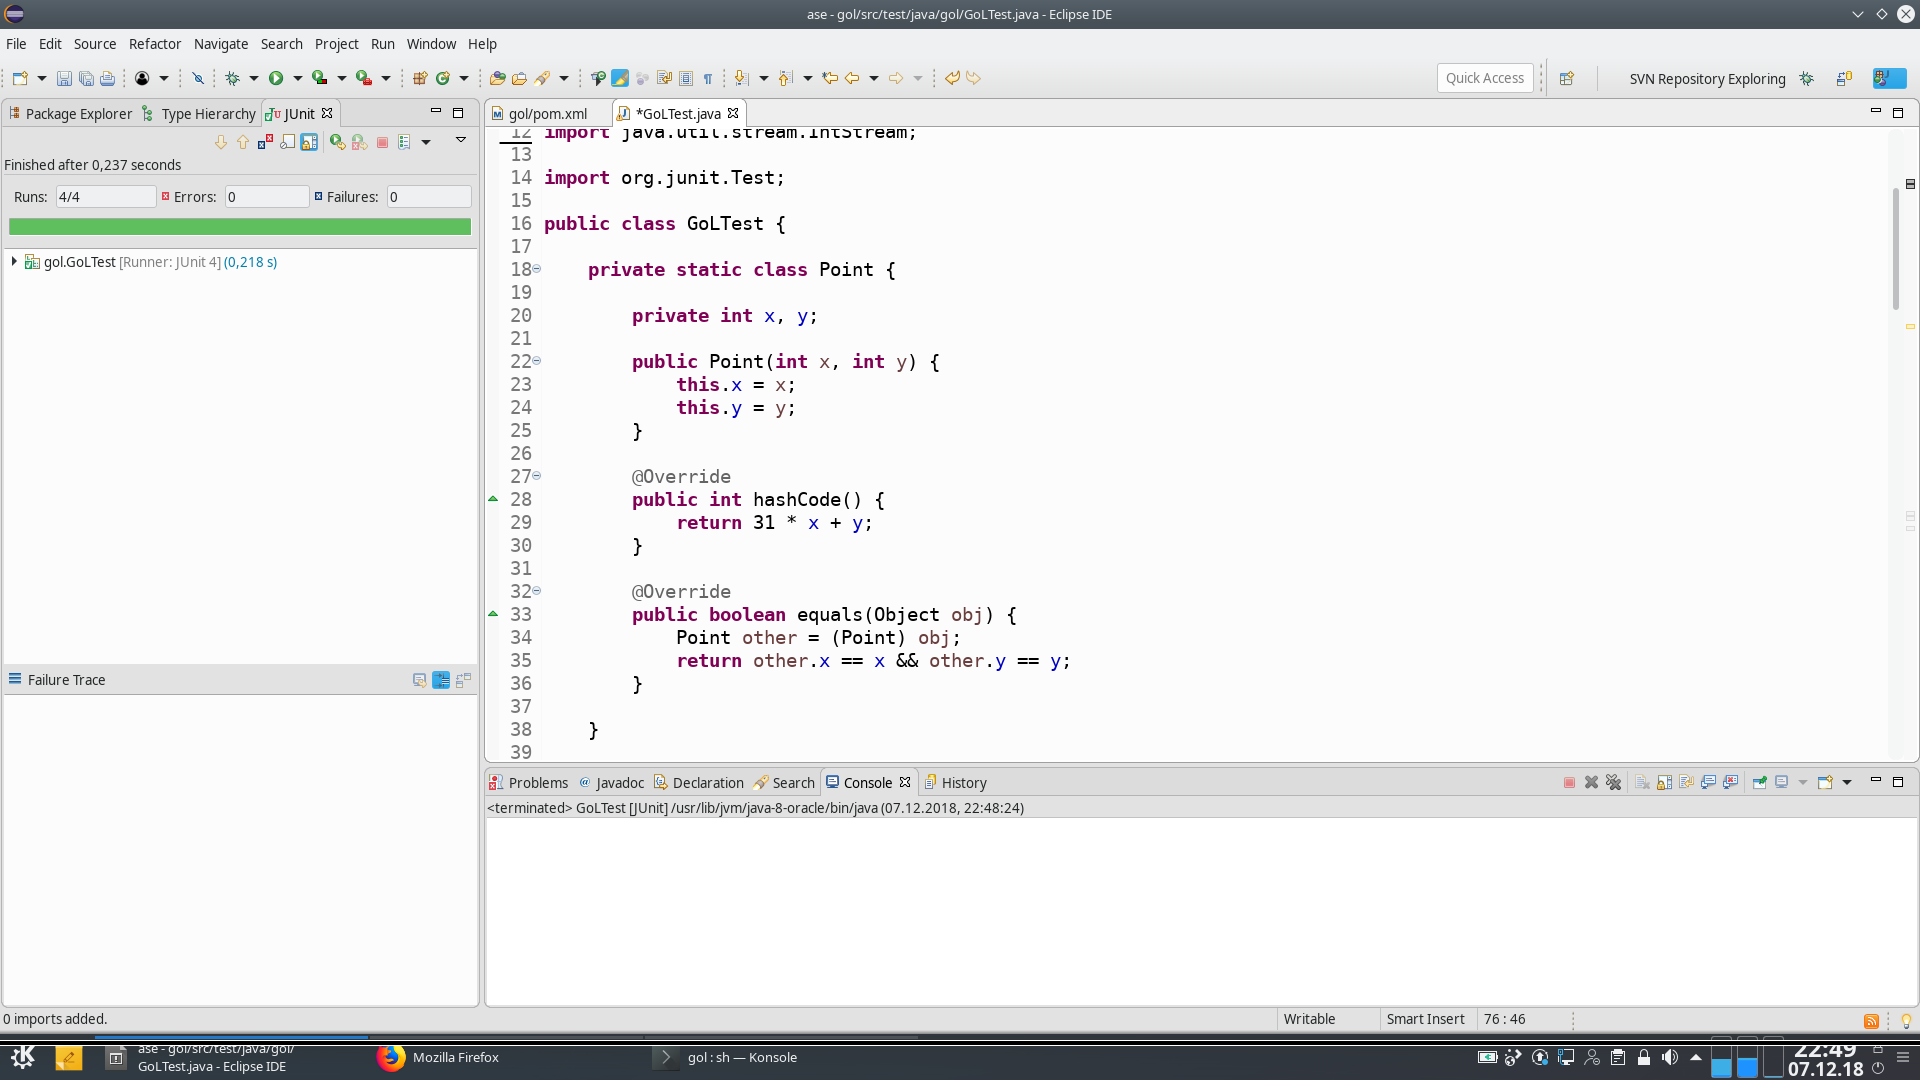 ase - gol/src/test/java/gol/GoLTest.java - Eclipse IDE
File Edit Source Refactor Navigate Search Project Run Window Help
Quick Access
SVN Repository Exploring
Package Explorer Type Hierarchy JUnit
Finished after 0,237 seconds
Runs: 4/4 Errors: 0 Failures: 0
gol.GoLTest [Runner: JUnit 4] (0,218 s)
Failure Trace
gol/pom.xml *GoLTest.java
12 import java.util.stream.IntStream;
13
14 import org.junit.Test;
15
16 public class GoLTest {
17
18 private static class Point {
19
20 private int x, y;
21
22 public Point(int x, int y) {
23 this.x = x;
24 this.y = y;
25 }
26
27 @Override
28 public int hashCode() {
29 return 31 * x + y;
30 }
31
32 @Override
33 public boolean equals(Object obj) {
34 Point other = (Point) obj;
35 return other.x == x && other.y == y;
36 }
37
38 }
39
Problems Javadoc Declaration Search Console History
<terminated> GoLTest [JUnit] /usr/lib/jvm/java-8-oracle/bin/java (07.12.2018, 22:48:24)
0 imports added.
Writable Smart Insert 76 : 46
ase - gol/src/test/java/gol/
GoLTest.java - Eclipse IDE
Mozilla Firefox
gol : sh — Konsole
22:49
07.12.18